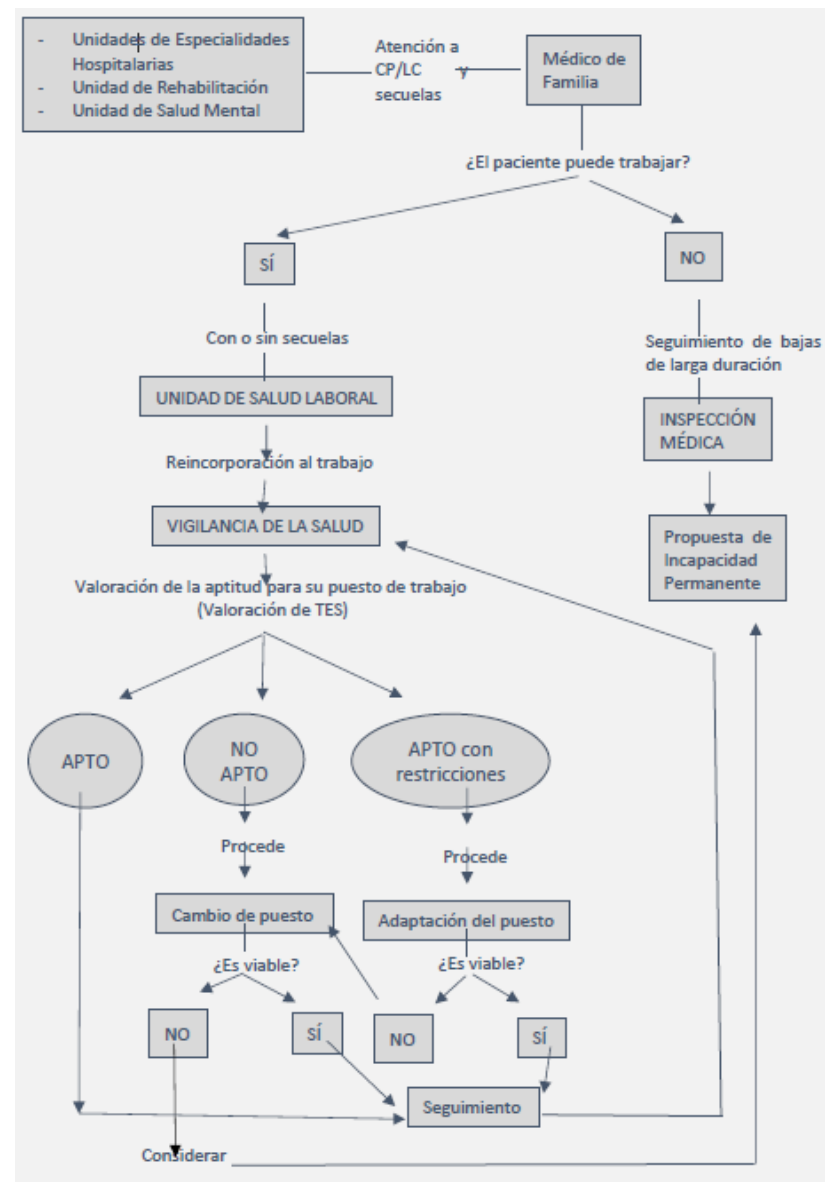 - Unidades de Especialidades
Hospitalarias
- Unidad de Rehabilitación
- Unidad de Salud Mental
Atención a
CP/LC y
secuelas
Médico de
Familia
¿El paciente puede trabajar?
SÍ
NO
Con o sin secuelas
Seguimiento de bajas
de larga duración
UNIDAD DE SALUD LABORAL
INSPECCIÓN
MÉDICA
Reincorporación al trabajo
VIGILANCIA DE LA SALUD
Propuesta de
Incapacidad
Permanente
Valoración de la aptitud para su puesto de trabajo
(Valoración de TES)
APTO
NO
APTO
APTO con
restricciones
Procede
Procede
Cambio de puesto
Adaptación del puesto
¿Es viable?
¿Es viable?
NO
SÍ
NO
SÍ
Seguimiento
Considerar